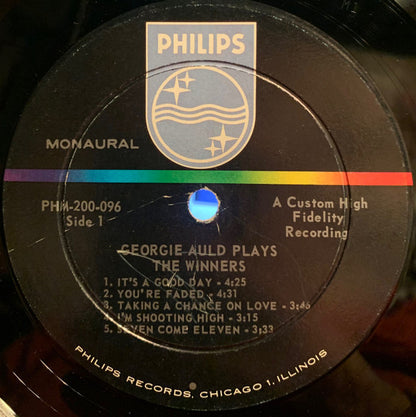 PHILIPS
MONAURAL
PHM-200-096
Side 1
A Custom High
Fidelity
Recording
GEORGIE AULD PLAYS
THE WINNERS
1. IT'S A GOOD DAY - 4:25
2. YOU'RE FADED - 4:31
3. TAKING A CHANCE ON LOVE - 3:46
4. I'M SHOOTING HIGH - 3:15
5. SEVEN COME ELEVEN - 3:33
PHILIPS RECORDS, CHICAGO 1, ILLINOIS